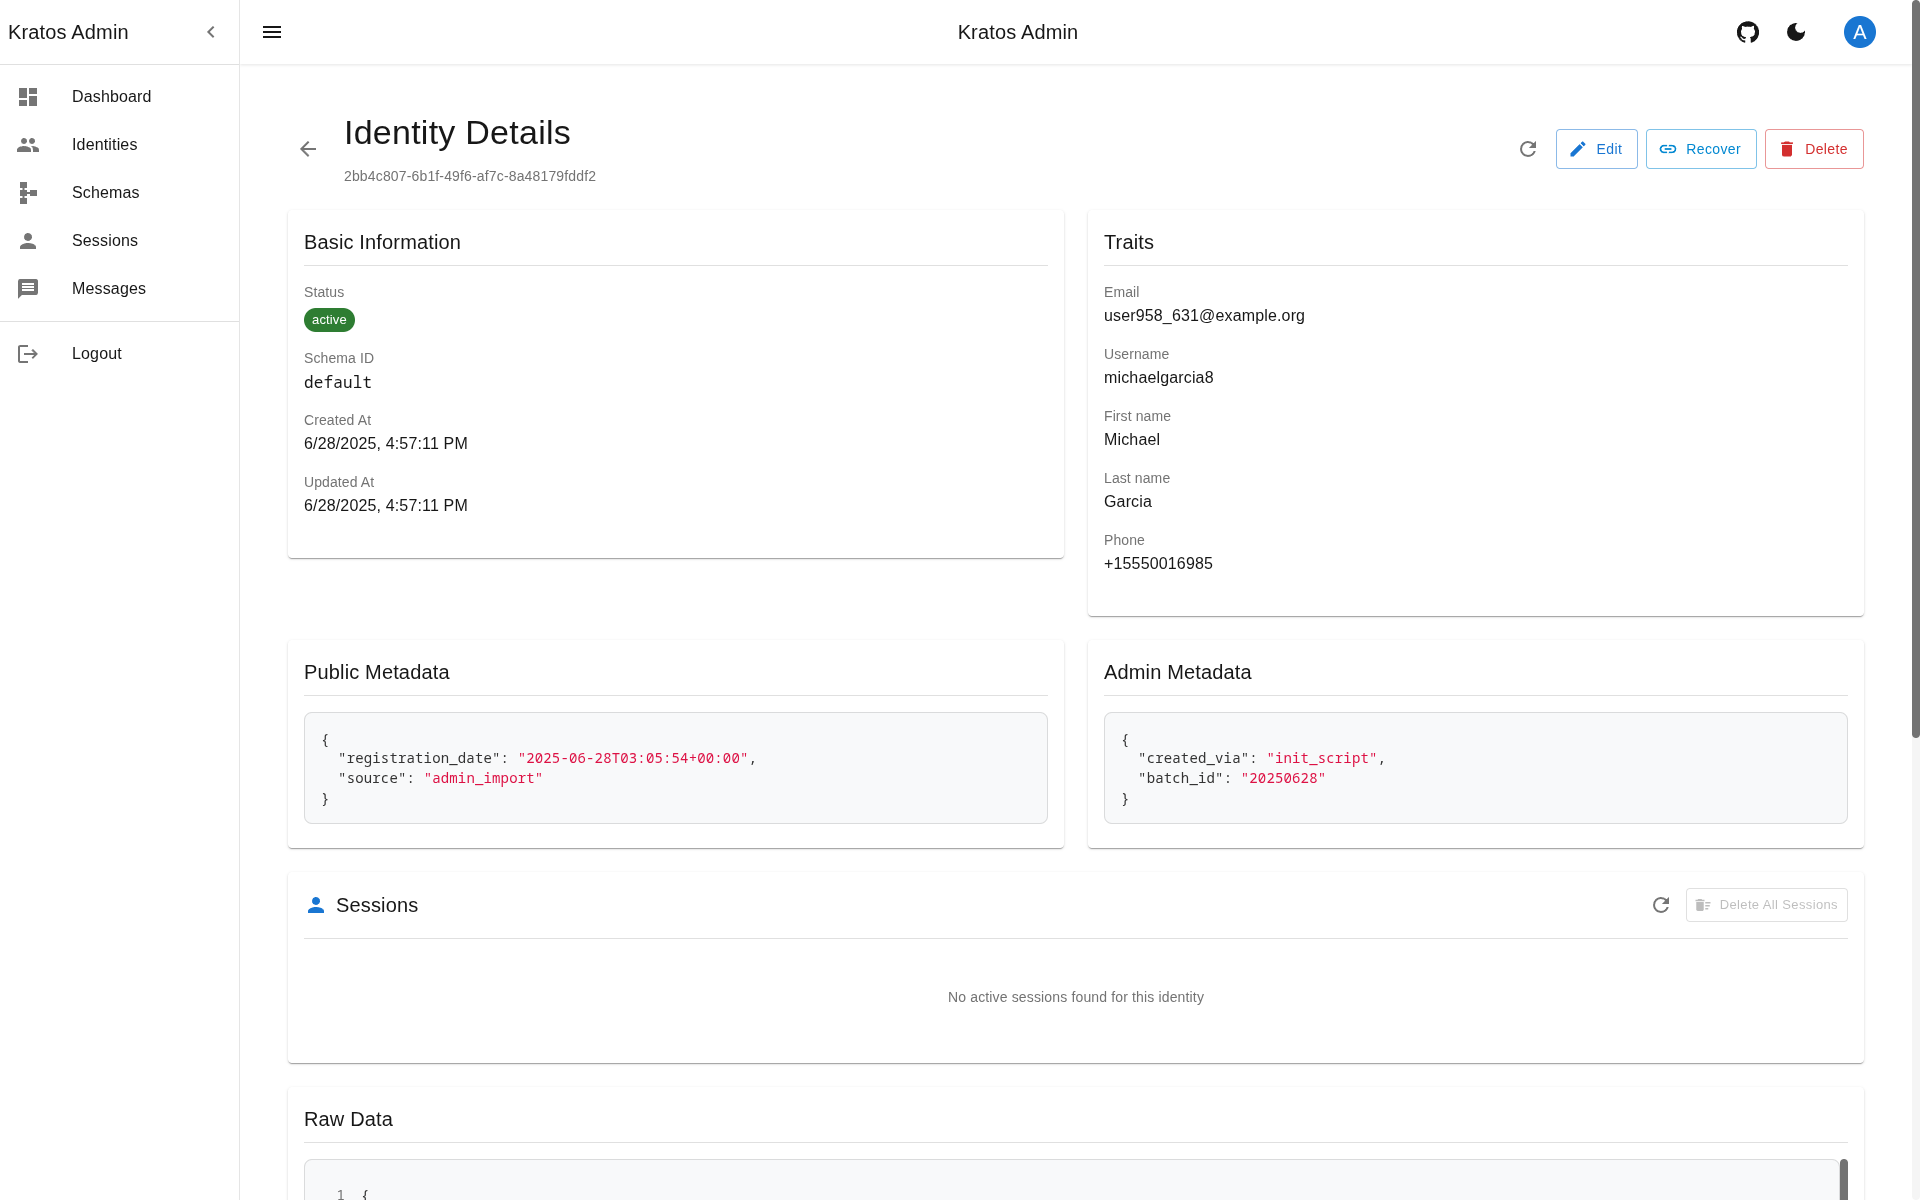 Kratos Admin
Dashboard
Identities
Schemas
Sessions
Messages
Logout
Kratos Admin
A
Identity Details
2bb4c807-6b1f-49f6-af7c-8a48179fddf2
Edit
Recover
Delete
Basic Information
Status
active
Schema ID
default
Created At
6/28/2025, 4:57:11 PM
Updated At
6/28/2025, 4:57:11 PM
Traits
Email
user958_631@example.org
Username
michaelgarcia8
First name
Michael
Last name
Garcia
Phone
+15550016985
Public Metadata
{
"registration_date": "2025-06-28T03:05:54+00:00",
"source": "admin_import"
}
Admin Metadata
{
"created_via": "init_script",
"batch_id": "20250628"
}
Sessions
Delete All Sessions
No active sessions found for this identity
Raw Data
1 {